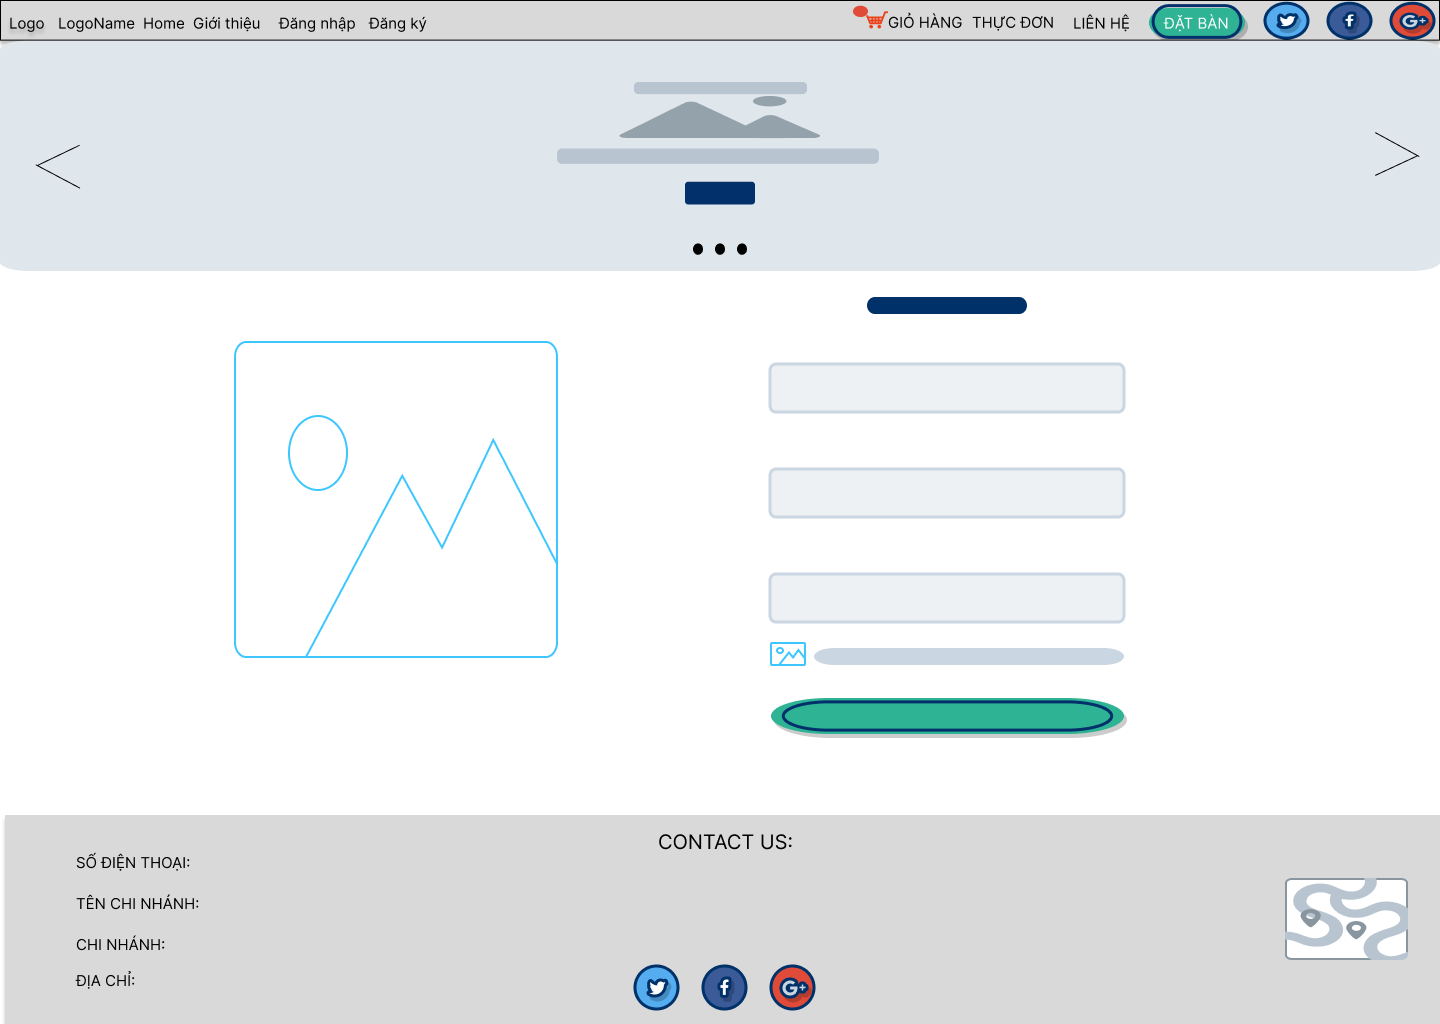 Logo LogoName Home Giới thiệu Đăng nhập Đăng ký GIỎ HÀNG THỰC ĐƠN LIÊN HỆ ĐẶT BÀN
CONTACT US:
SỐ ĐIỆN THOẠI:
TÊN CHI NHÁNH:
CHI NHÁNH:
ĐỊA CHỈ: